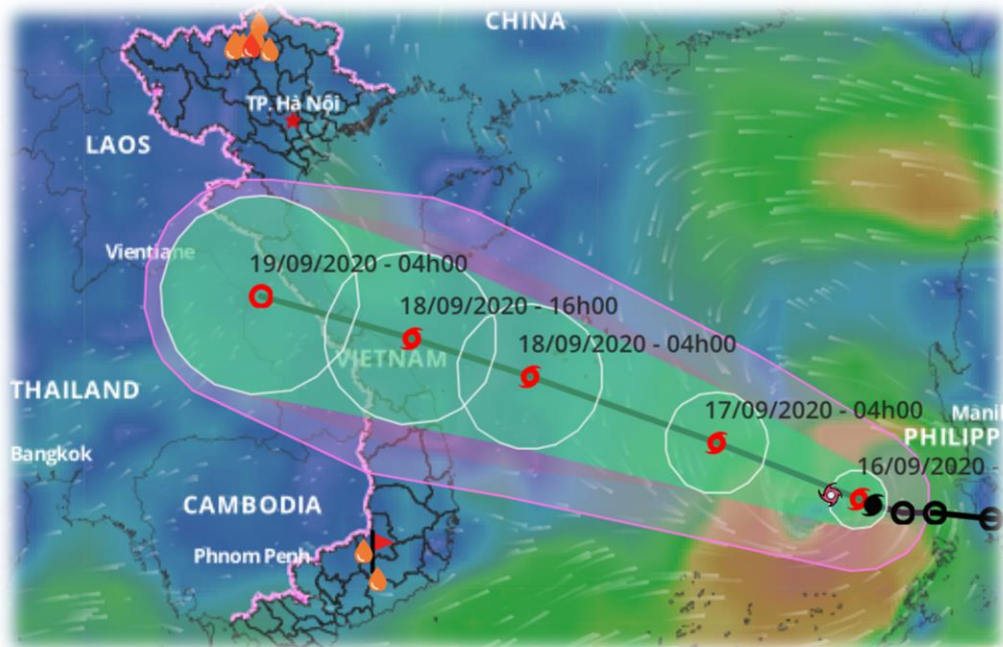 CHINA
TP. Hà Nội
LAOS
Vientiane
19/09/2020 - 04h00
18/09/2020 - 16h00
18/09/2020 - 04h00
VIETNAM
THAILAND
17/09/2020 - 04h00
Mani
PHILIPP
Bangkok
16/09/2020 -
CAMBODIA
Phnom Penh